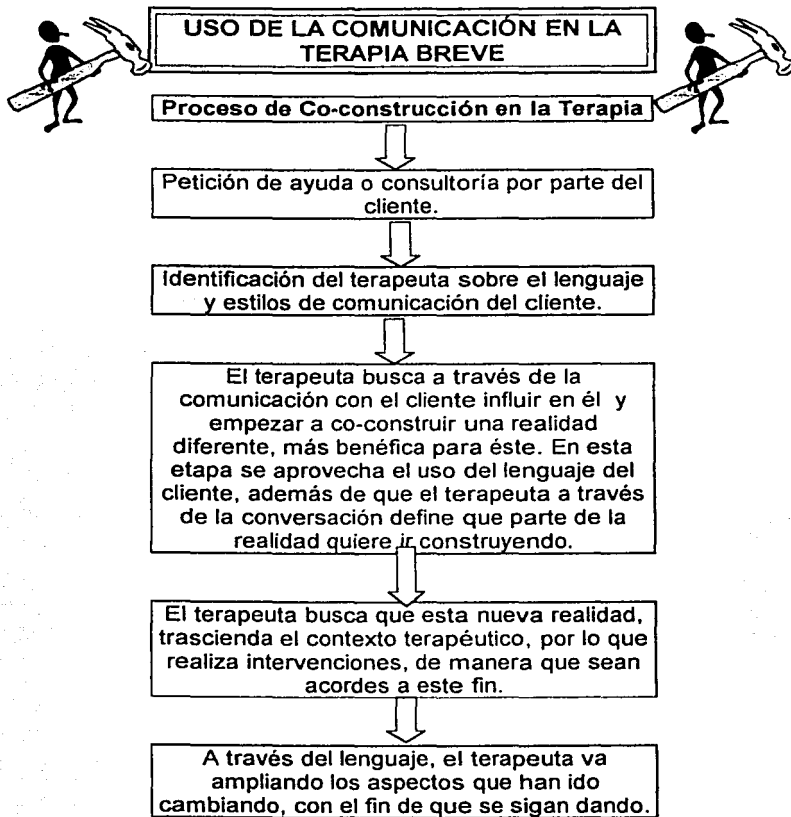 USO DE LA COMUNICACIÓN EN LA
TERAPIA BREVE
Proceso de Co-construcción en la Terapia
Petición de ayuda o consultoría por parte del
cliente.
Identificación del terapeuta sobre el lenguaje
y estilos de comunicación del cliente.
El terapeuta busca a través de la
comunicación con el cliente influir en él y
empezar a co-construir una realidad
diferente, más benéfica para éste. En esta
etapa se aprovecha el uso del lenguaje del
cliente, además de que el terapeuta a través
de la conversación define que parte de la
realidad quiere ir construyendo.
El terapeuta busca que esta nueva realidad,
trascienda el contexto terapéutico, por lo que
realiza intervenciones, de manera que sean
acordes a este fin.
A través del lenguaje, el terapeuta va
ampliando los aspectos que han ido
cambiando, con el fin de que se sigan dando.